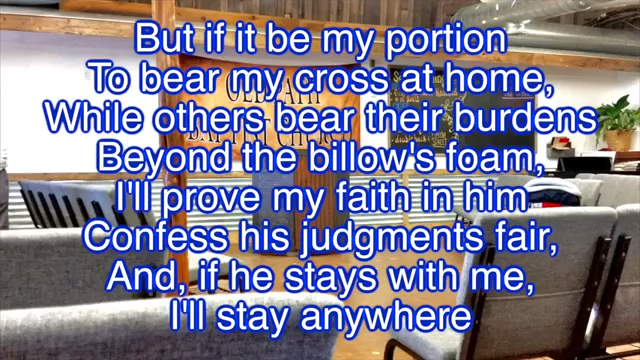 But if it be my portion
To bear my cross at home,
While others bear their burdens
Beyond the billow's foam,
I'll prove my faith in him
Confess his judgments fair,
And, if he stays with me,
I'll stay anywhere